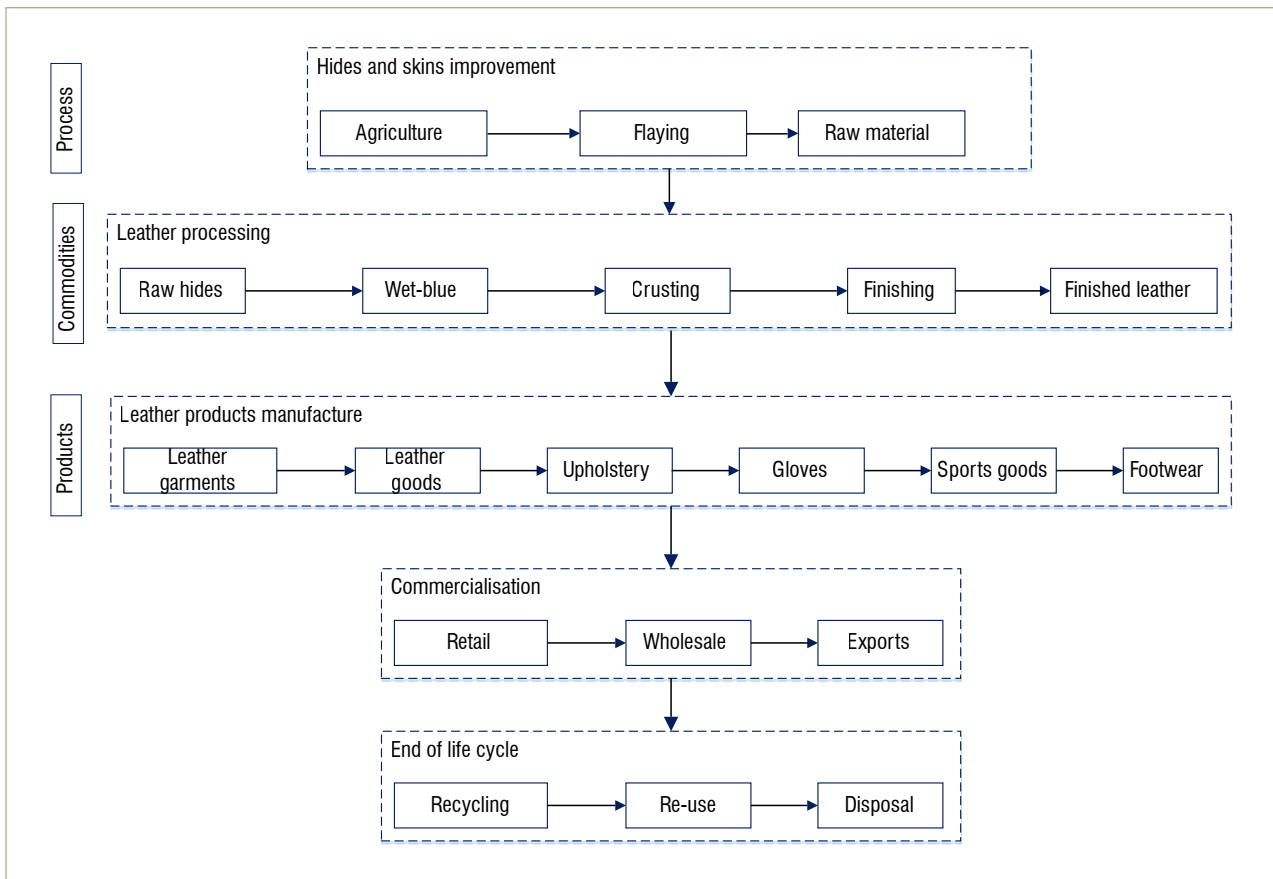 Process
Hides and skins improvement
Agriculture
Flaying
Raw material
Commodities
Leather processing
Raw hides
Wet-blue
Crusting
Finishing
Finished leather
Products
Leather products manufacture
Leather
garments
Leather
goods
Upholstery
Gloves
Sports goods
Footwear
Commercialisation
Retail
Wholesale
Exports
End of life cycle
Recycling
Re-use
Disposal